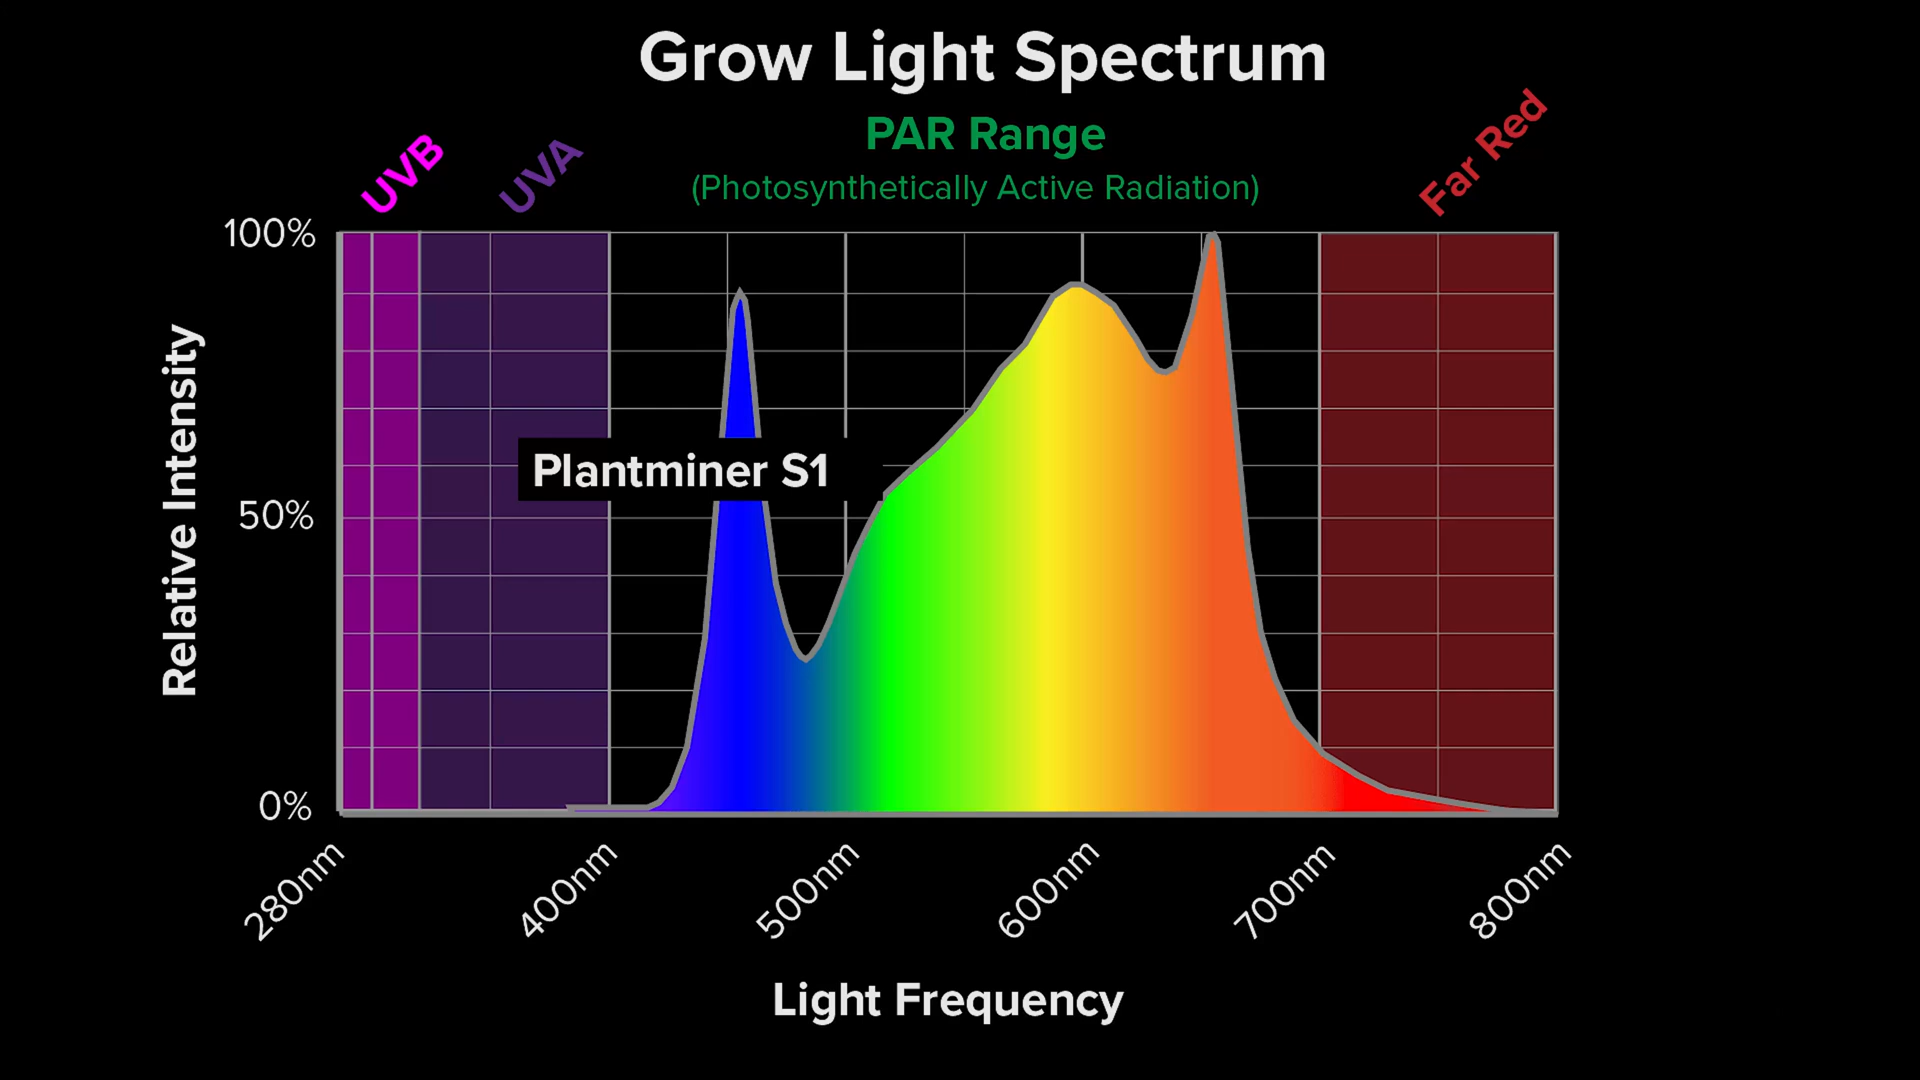 Grow Light Spectrum
PAR Range
(Photosynthetically Active Radiation)
UVB
UVA
Far Red
100%
50%
0%
Relative Intensity
Plantminer S1
280nm
400nm
500nm
600nm
700nm
800nm
Light Frequency